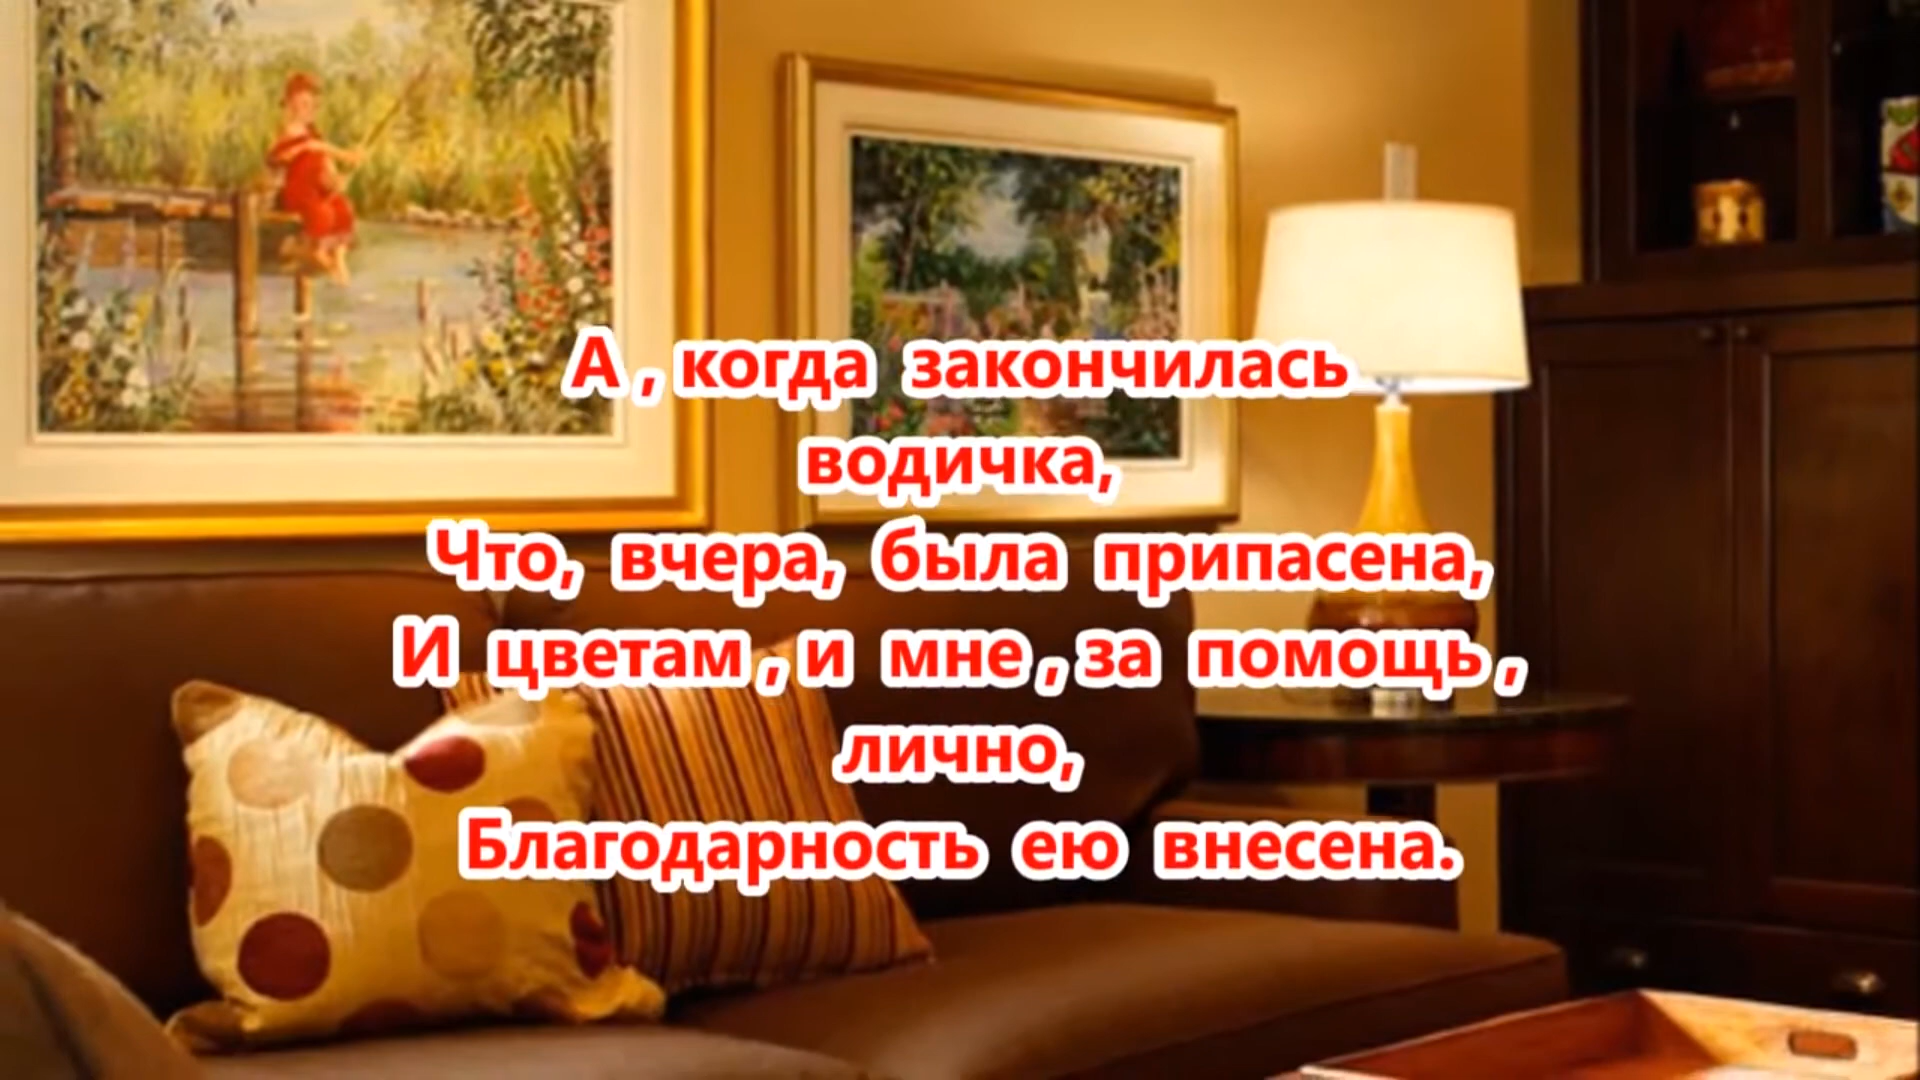 А , когда закончилась
водичка,
Что, вчера, была припасена,
И цветам , и мне , за помощь ,
лично,
Благодарность ею внесена.